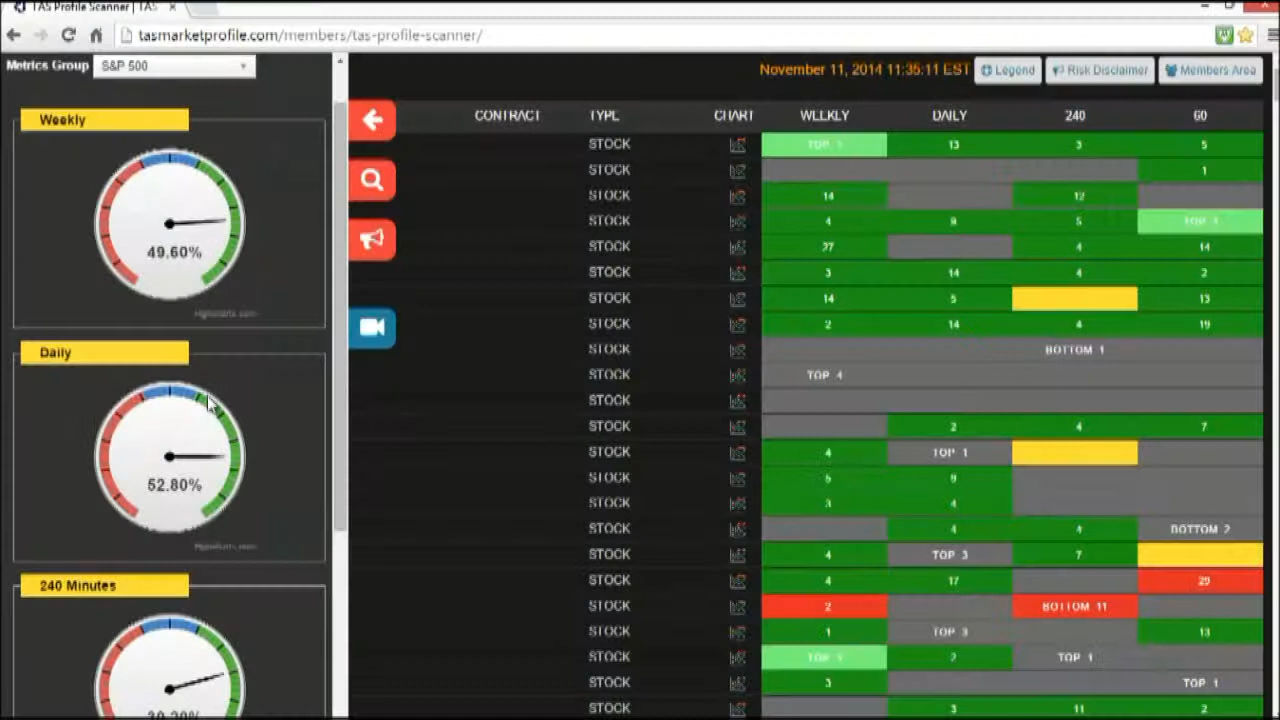 TAS Profile Scanner | TAS
tasmarketprofile.com/members/tas-profile-scanner/
Metrics Group S&P 500
November 11, 2014 11:35:11 EST Legend Risk Disclaimer Members Area
CONTRACT TYPE CHART WEEKLY DAILY 240 60
STOCK 13 3 5
STOCK 1
STOCK 14 12
STOCK 4 9 5
STOCK 27 4 14
STOCK 3 14 4 2
STOCK 14 5 13
STOCK 2 14 4 19
STOCK BOTTOM 1
STOCK TOP 4
STOCK
STOCK 2 4 7
STOCK 4 TOP 1
STOCK 5 9
STOCK 3 4
STOCK 4 4 BOTTOM 2
STOCK 4 TOP 3 7
STOCK 4 17 29
STOCK 2 BOTTOM 11
STOCK 1 TOP 3 13
STOCK 2 TOP 1
STOCK 3 TOP 1
STOCK 3 11 2
Weekly
49.60%
Highcharts.com
Daily
52.80%
Highcharts.com
240 Minutes